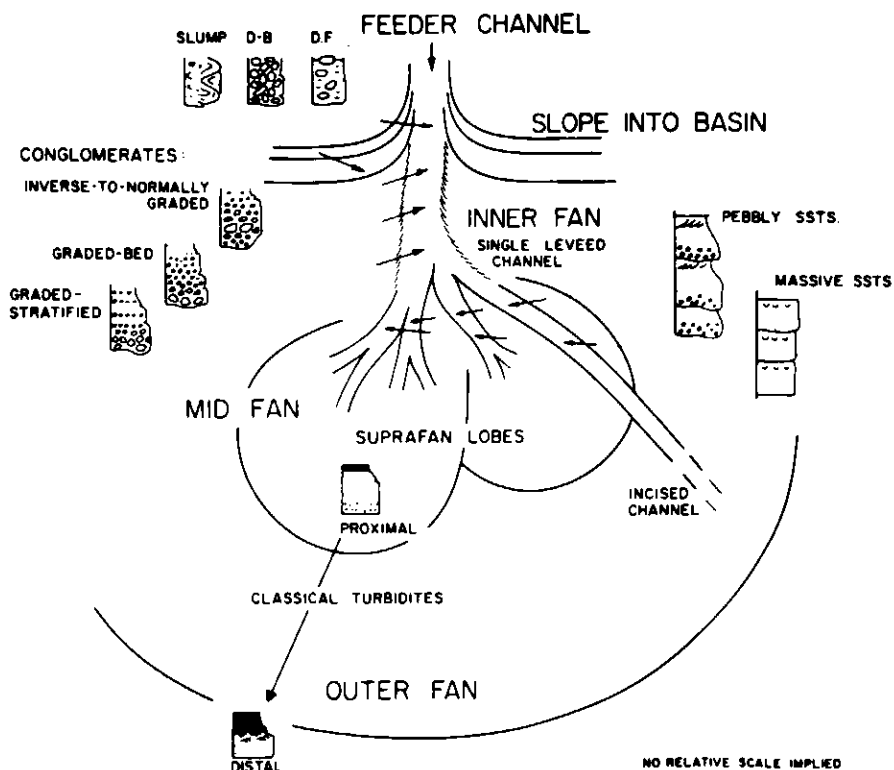 FEEDER CHANNEL
SLUMP D-B D.F
SLOPE INTO BASIN
CONGLOMERATES:
INVERSE-TO-NORMALLY
GRADED
INNER FAN
SINGLE LEVEED
CHANNEL
PEBBLY SSTS.
GRADED-BED
MASSIVE SSTS
GRADED-
STRATIFIED
MID FAN
SUPRAFAN LOBES
INCISED
CHANNEL
PROXIMAL
CLASSICAL TURBIDITES
OUTER FAN
DISTAL
NO RELATIVE SCALE IMPLIED